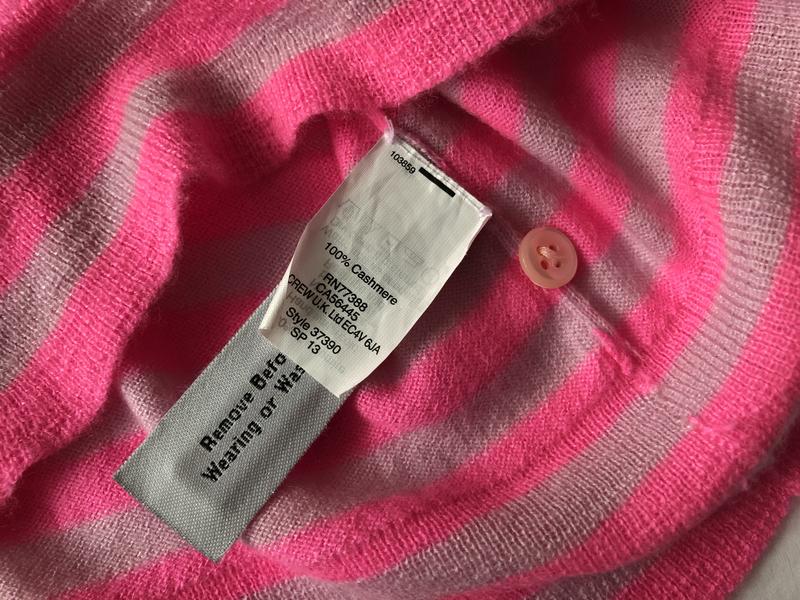 103859
100% Cashmere
RN77388
CA56445
CREW U.K. Ltd EC4V 6JA
Style 37390
SP 13
Remove Befo
Wearing or Was